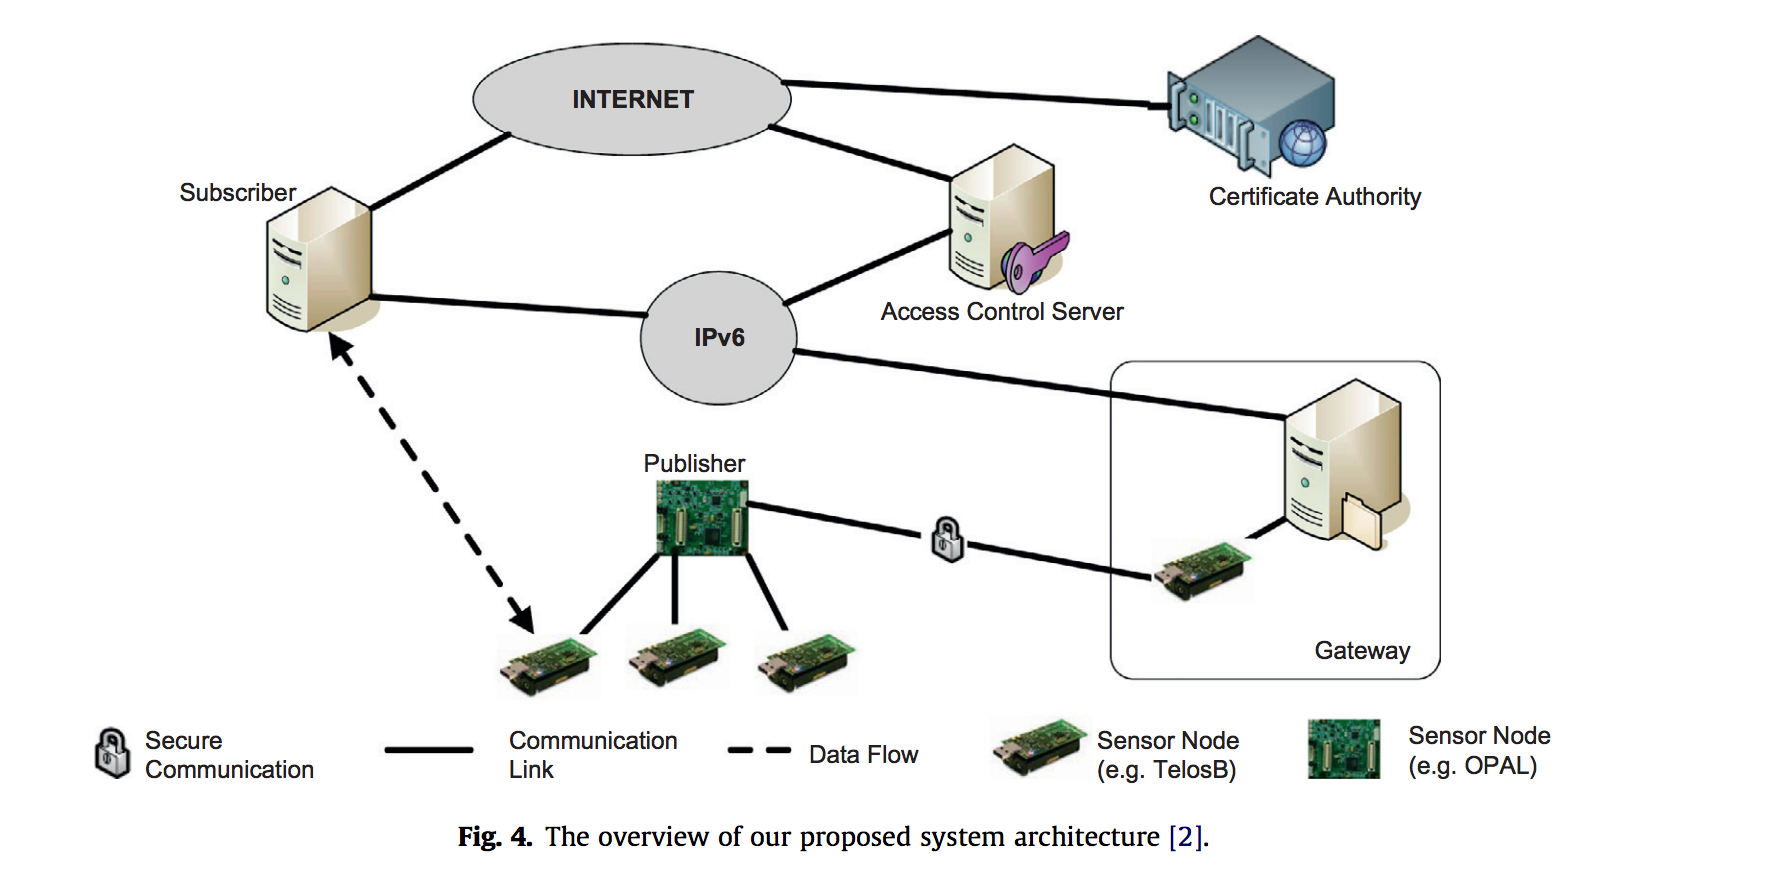 INTERNET
Subscriber
Certificate Authority
Access Control Server
IPv6
Publisher
Gateway
Secure
Communication
Communication
Link
Data Flow
Sensor Node
(e.g. TelosB)
Sensor Node
(e.g. OPAL)
Fig. 4. The overview of our proposed system architecture [2].